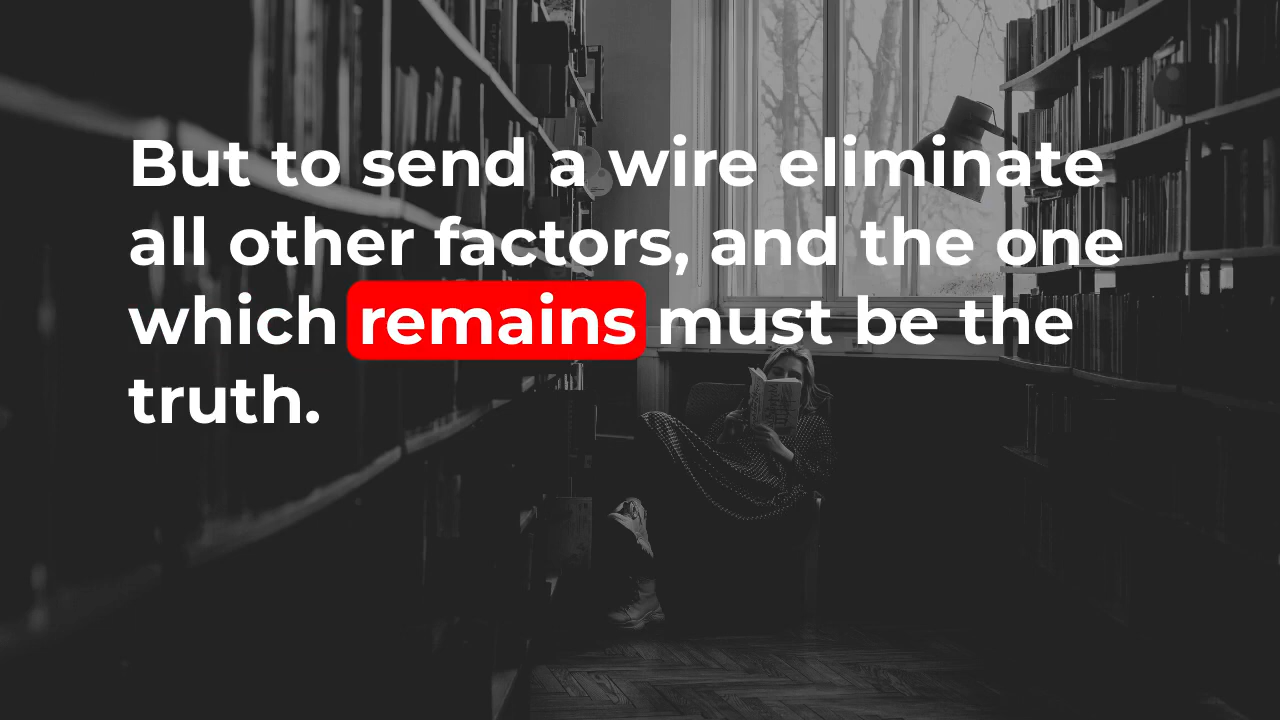 But to send a wire eliminate
all other factors, and the one
which remains must be the
truth.